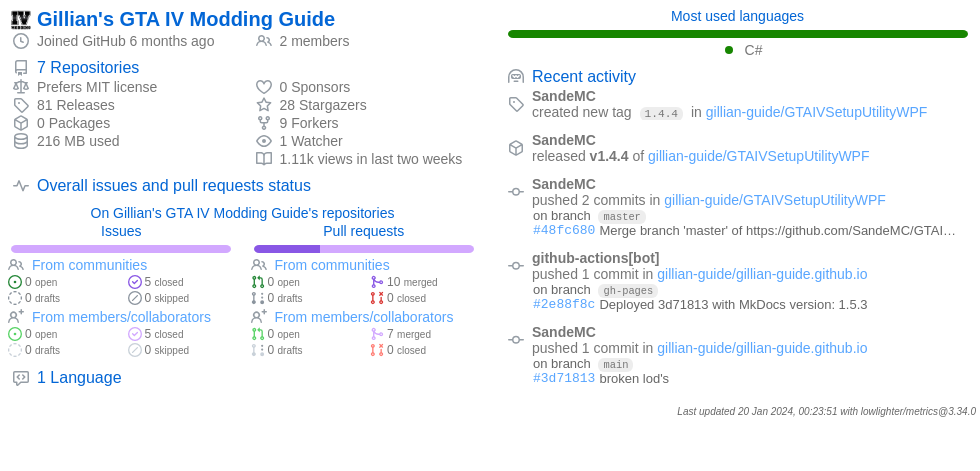 Gillian's GTA IV Modding Guide
Joined GitHub 6 months ago
2 members
7 Repositories
Prefers MIT license
0 Sponsors
81 Releases
28 Stargazers
0 Packages
9 Forkers
216 MB used
1 Watcher
1.11k views in last two weeks
Overall issues and pull requests status
On Gillian's GTA IV Modding Guide's repositories
Issues
Pull requests
From communities
0 open
5 closed
0 drafts
0 skipped
From members/collaborators
0 open
5 closed
0 drafts
0 skipped
From communities
0 open
10 merged
0 drafts
0 closed
From members/collaborators
0 open
7 merged
0 drafts
0 closed
1 Language
Most used languages
C#
Recent activity
SandeMC
created new tag 1.4.4 in gillian-guide/GTAIVSetupUtilityWPF
SandeMC
released v1.4.4 of gillian-guide/GTAIVSetupUtilityWPF
SandeMC
pushed 2 commits in gillian-guide/GTAIVSetupUtilityWPF
on branch master
#48fc680 Merge branch 'master' of https://github.com/SandeMC/GTAI…
github-actions[bot]
pushed 1 commit in gillian-guide/gillian-guide.github.io
on branch gh-pages
#2e88f8c Deployed 3d71813 with MkDocs version: 1.5.3
SandeMC
pushed 1 commit in gillian-guide/gillian-guide.github.io
on branch main
#3d71813 broken lod's
Last updated 20 Jan 2024, 00:23:51 with lowlighter/metrics@3.34.0